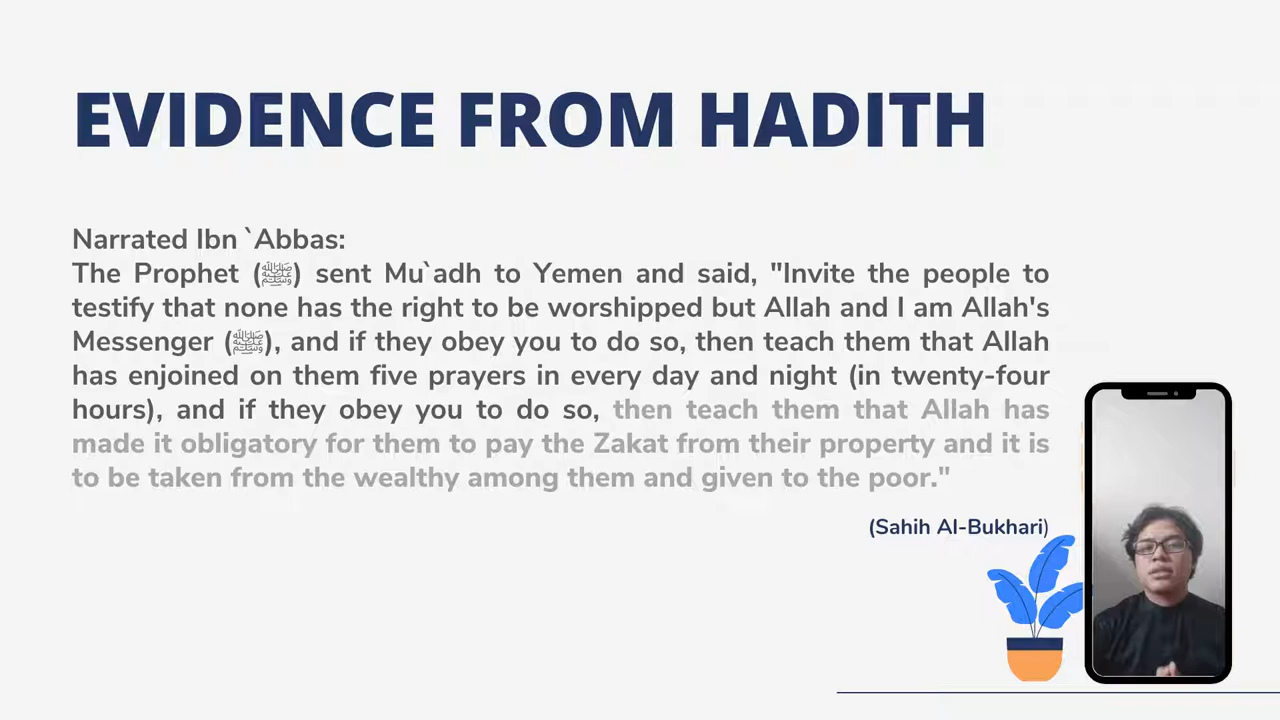 EVIDENCE FROM HADITH
Narrated Ibn `Abbas:
The Prophet (ﷺ) sent Mu`adh to Yemen and said, "Invite the people to
testify that none has the right to be worshipped but Allah and I am Allah's
Messenger (ﷺ), and if they obey you to do so, then teach them that Allah
has enjoined on them five prayers in every day and night (in twenty-four
hours), and if they obey you to do so, then teach them that Allah has
made it obligatory for them to pay the Zakat from their property and it is
to be taken from the wealthy among them and given to the poor."
(Sahih Al-Bukhari)